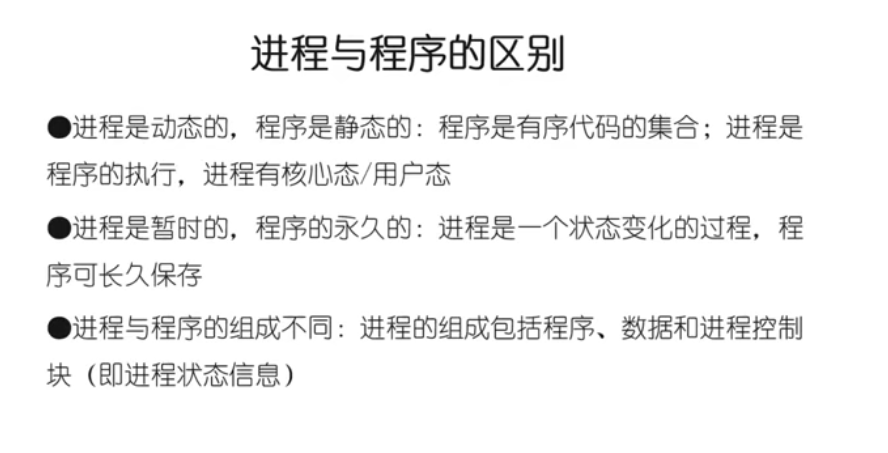 进程与程序的区别
●进程是动态的，程序是静态的：程序是有序代码的集合；进程是
程序的执行，进程有核心态/用户态
●进程是暂时的，程序的永久的：进程是一个状态变化的过程，程
序可长久保存
●进程与程序的组成不同：进程的组成包括程序、数据和进程控制
块（即进程状态信息）